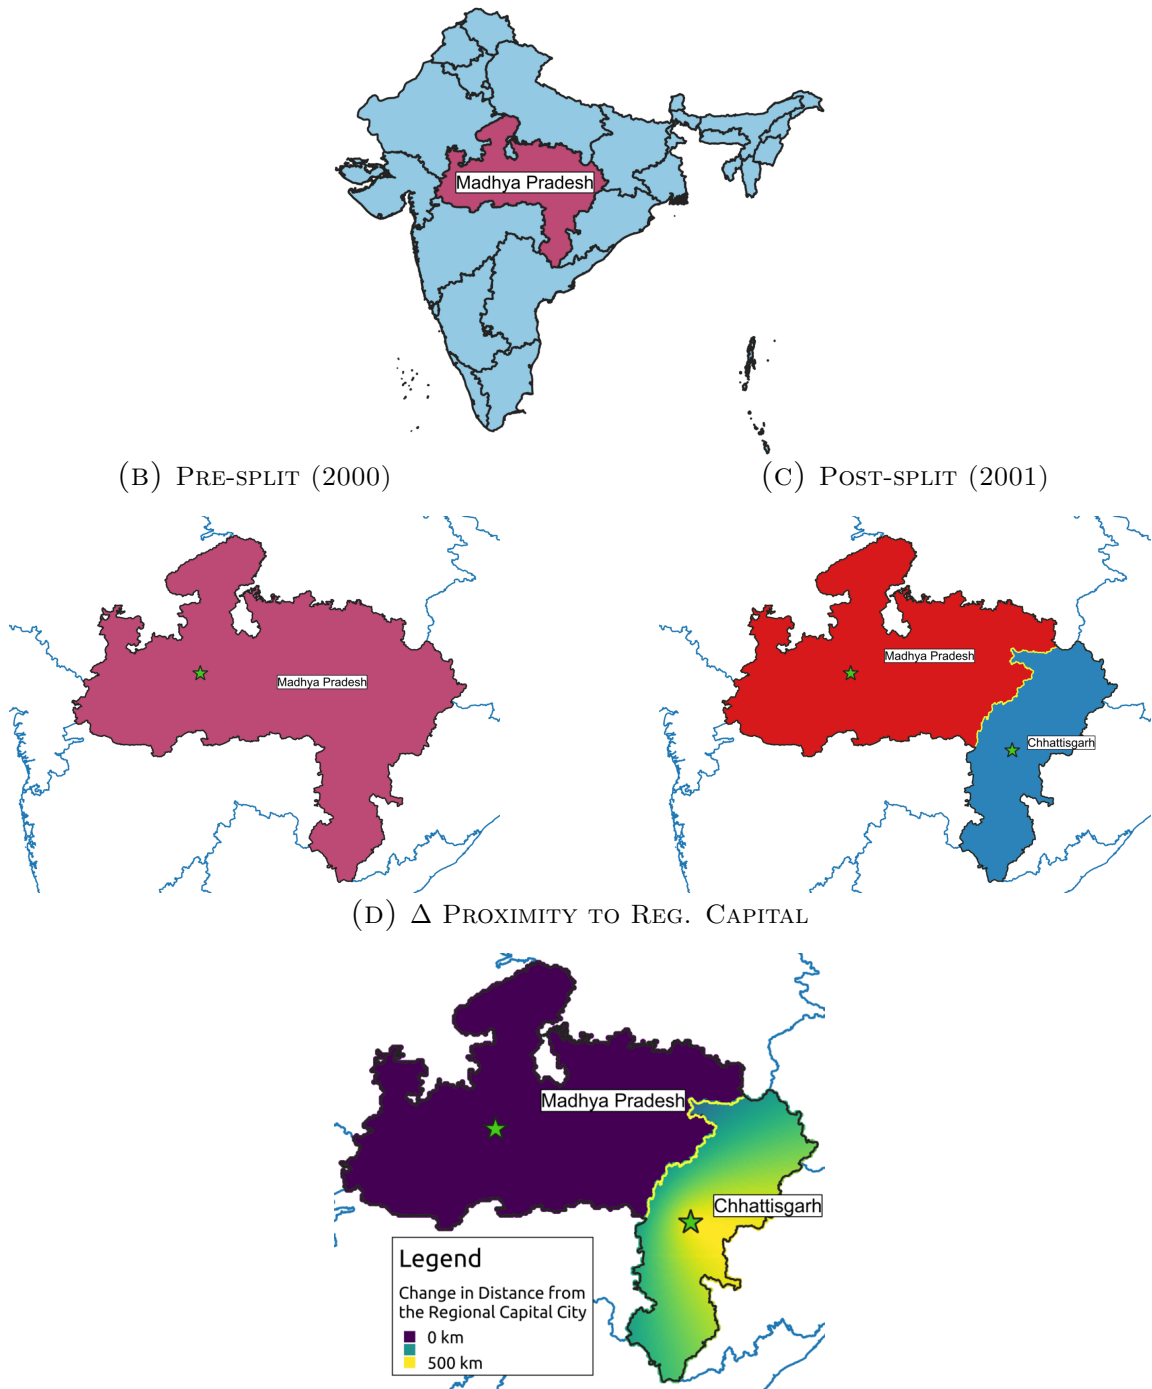 Madhya Pradesh
(B) Pre-split (2000)
(C) Post-split (2001)
Madhya Pradesh
Madhya Pradesh
Chhattisgarh
(D) Δ Proximity to Reg. Capital
Madhya Pradesh
Chhattisgarh
Legend
Change in Distance from
the Regional Capital City
0 km
500 km